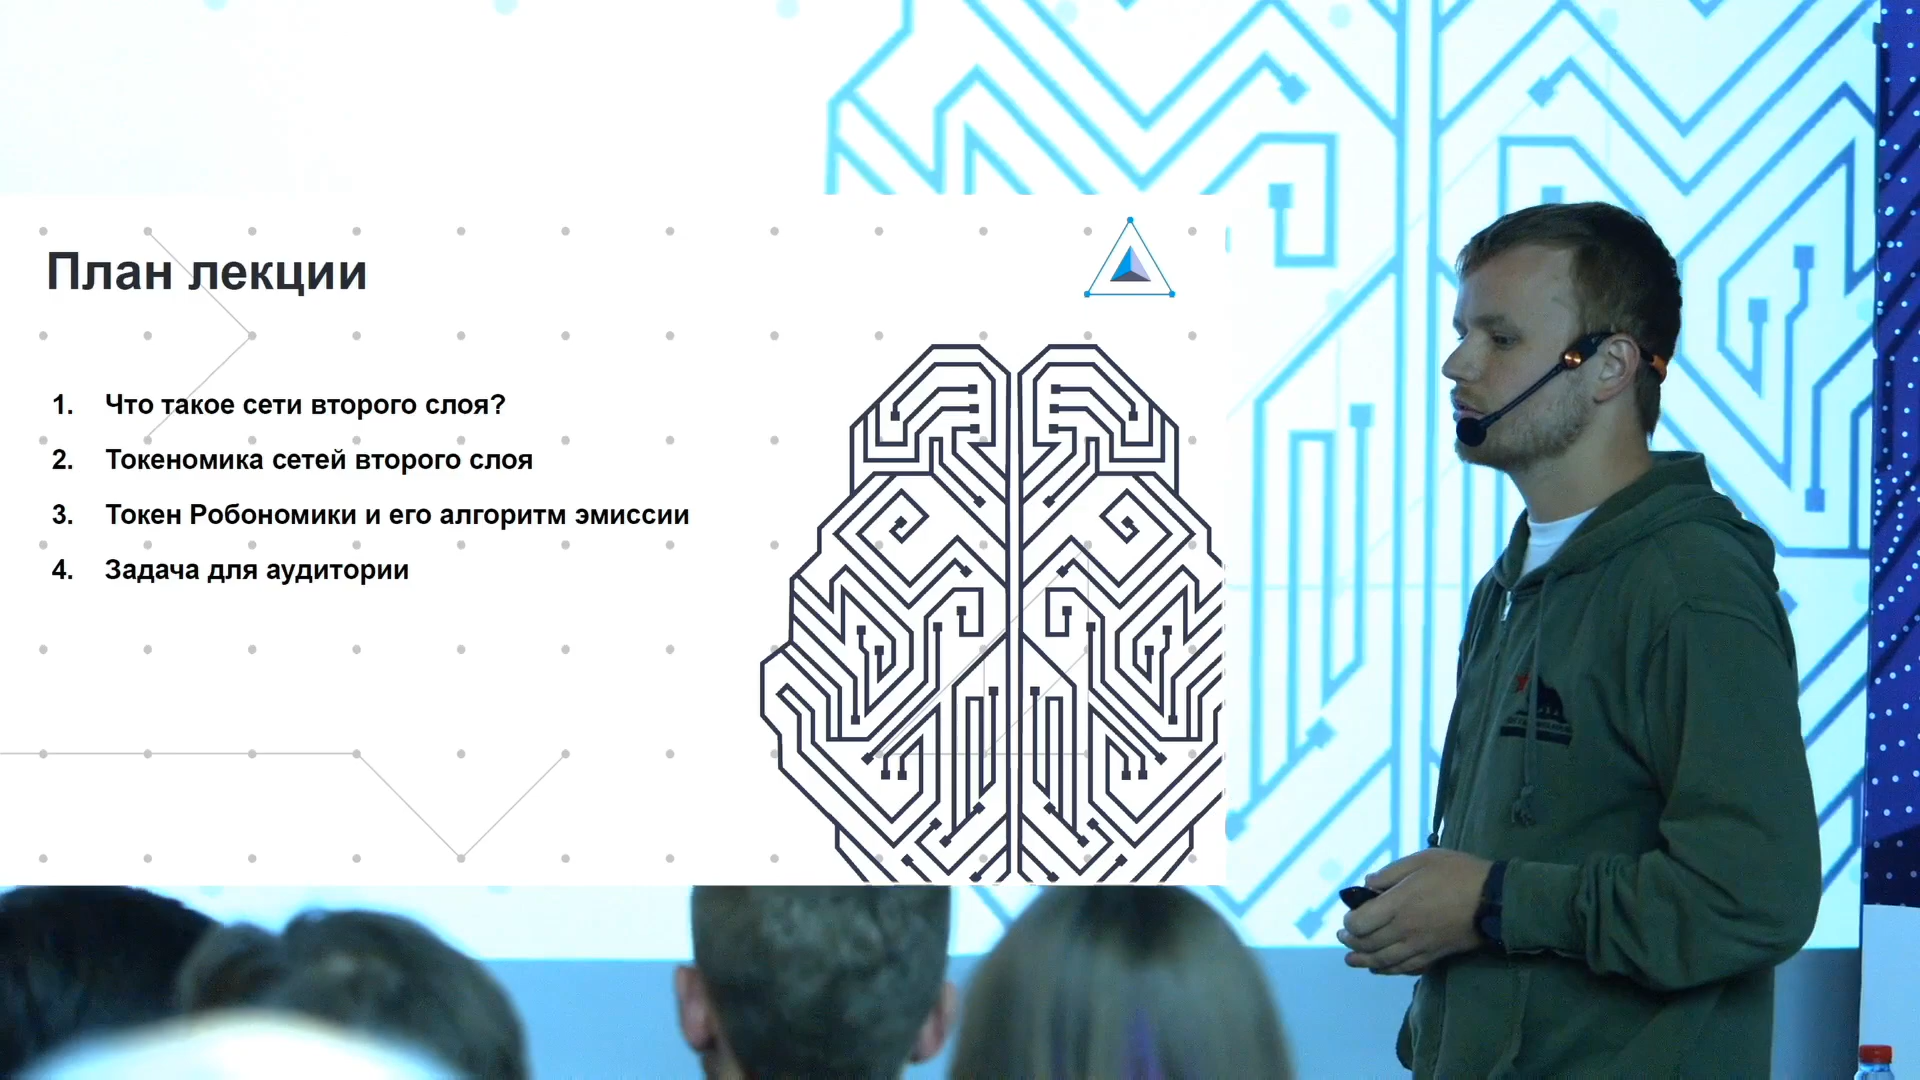 План лекции
1. Что такое сети второго слоя?
2. Токеномика сетей второго слоя
3. Токен Робономики и его алгоритм эмиссии
4. Задача для аудитории